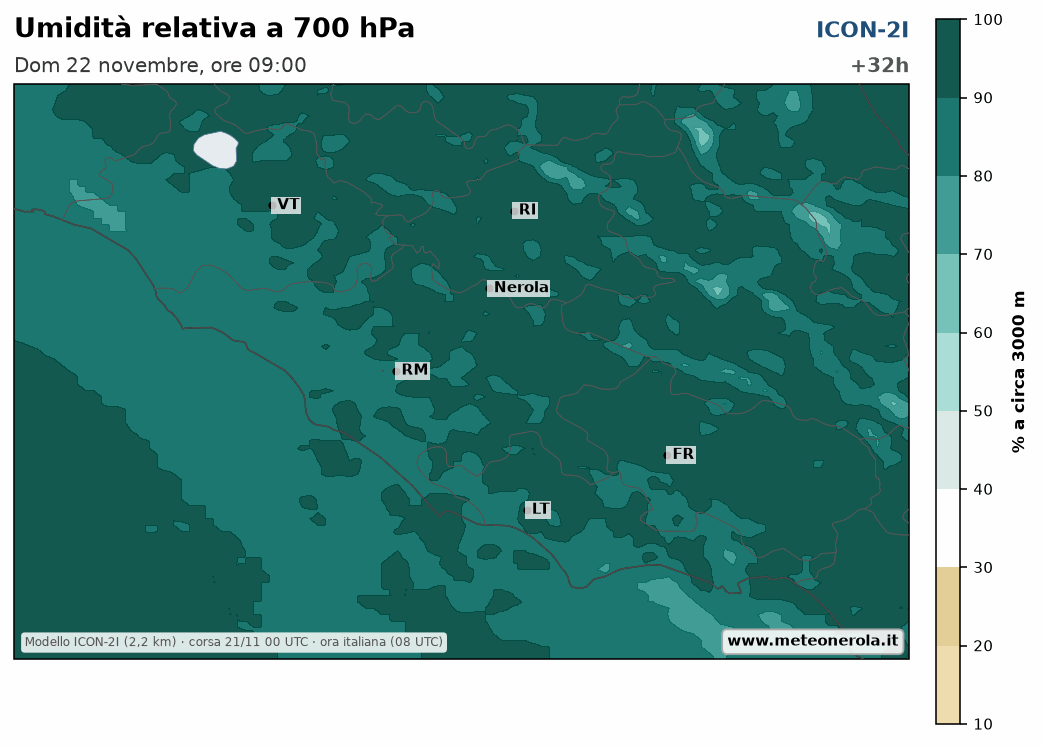 Umidità relativa a 700 hPa
ICON-2I
Dom 22 novembre, ore 09:00
+32h
100
90
80
70
60
50
40
30
20
10
% a circa 3000 m
VT
RI
Nerola
RM
FR
LT
Modello ICON-2I (2,2 km) · corsa 21/11 00 UTC · ora italiana (08 UTC)
www.meteonerola.it